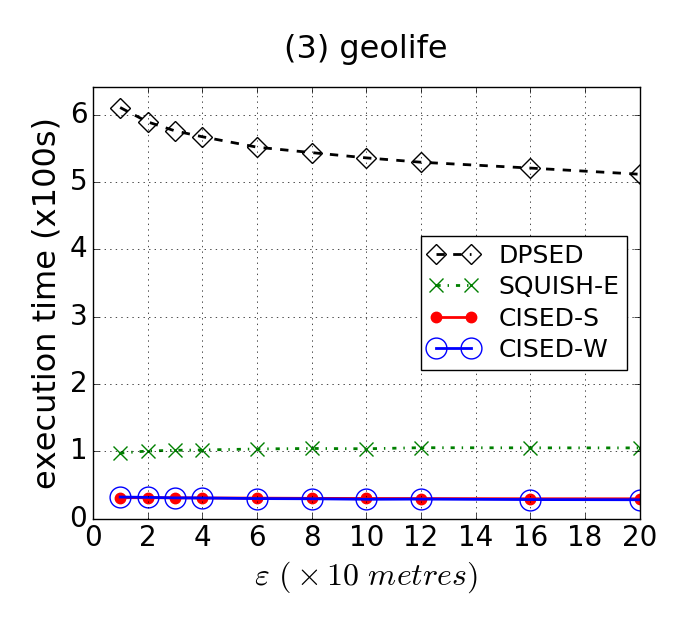 (3) geolife
execution time (x100s)
6
5
4
3
2
1
0
DPSED
SQUISH-E
CISED-S
CISED-W
0 2 4 6 8 10 12 14 16 18 20
ε (×10 metres)